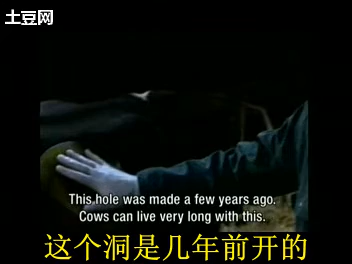 土豆网
This hole was made a few years ago.
Cows can live very long with this.
这个洞是几年前开的